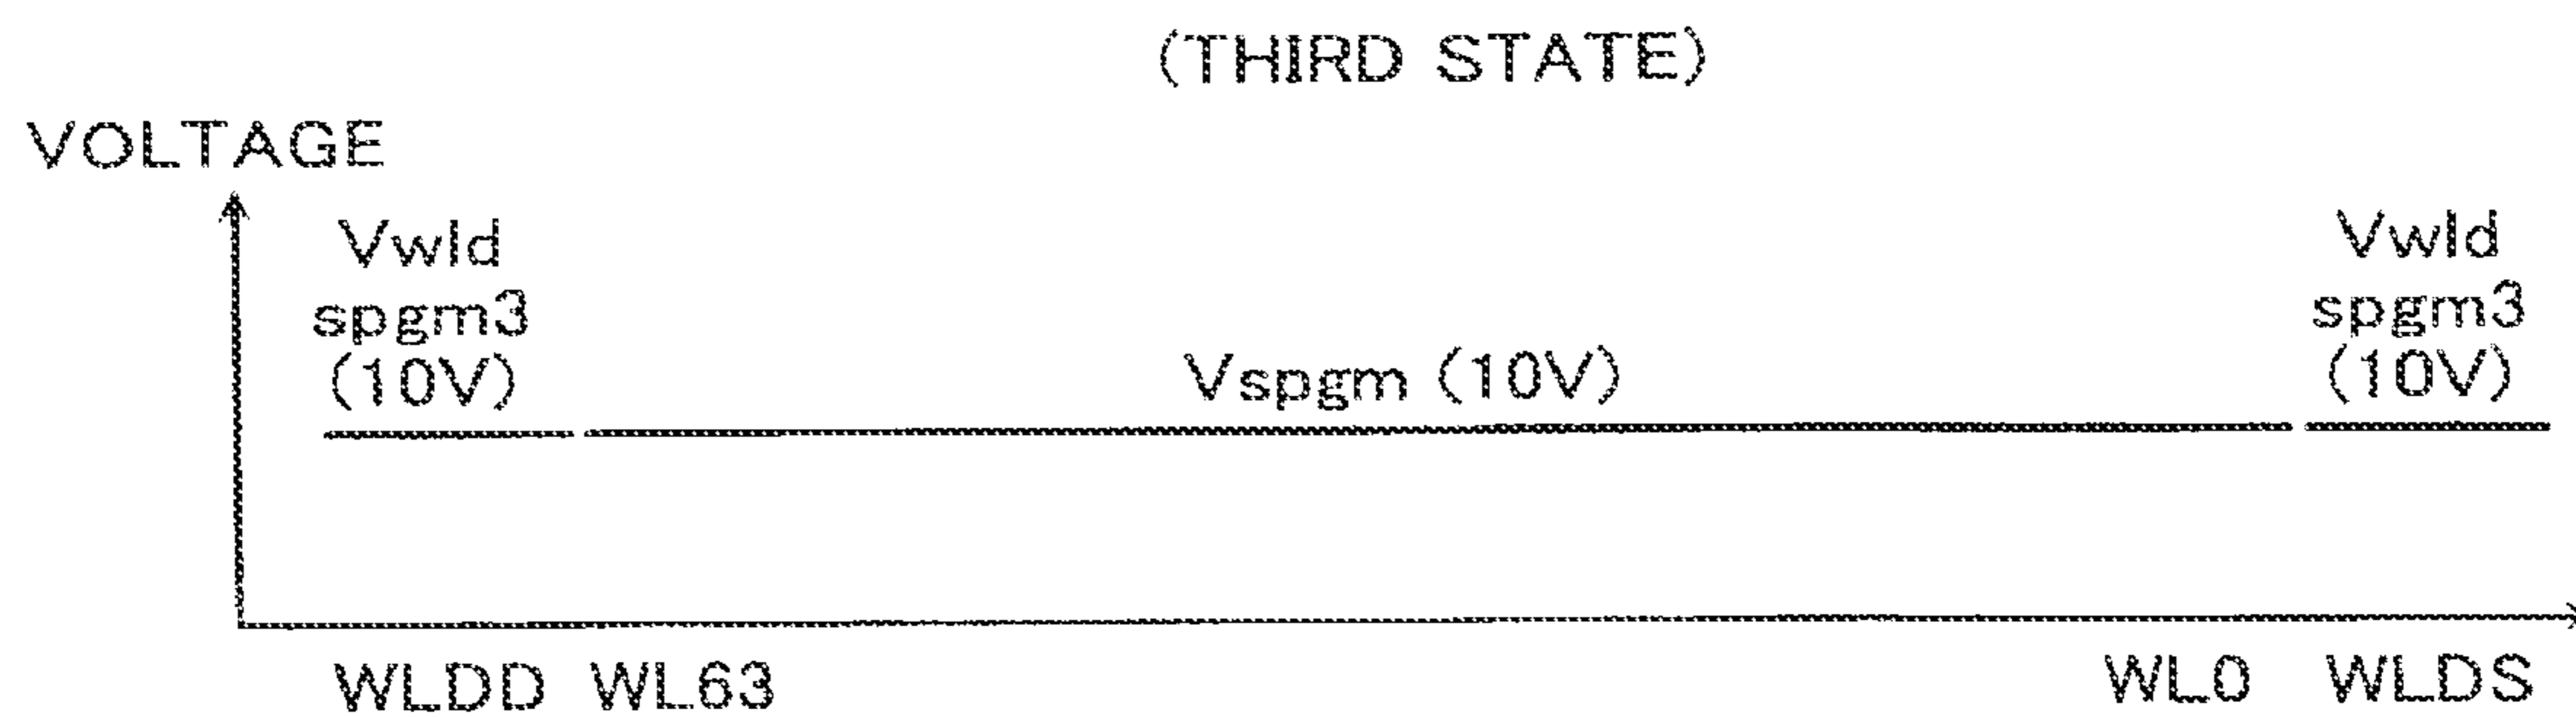 (THIRD STATE)
VOLTAGE
Vwld
spgm3
(10V)
Vspgm (10V)
Vwld
spgm3
(10V)
WLDD WL63 WL0 WLDS